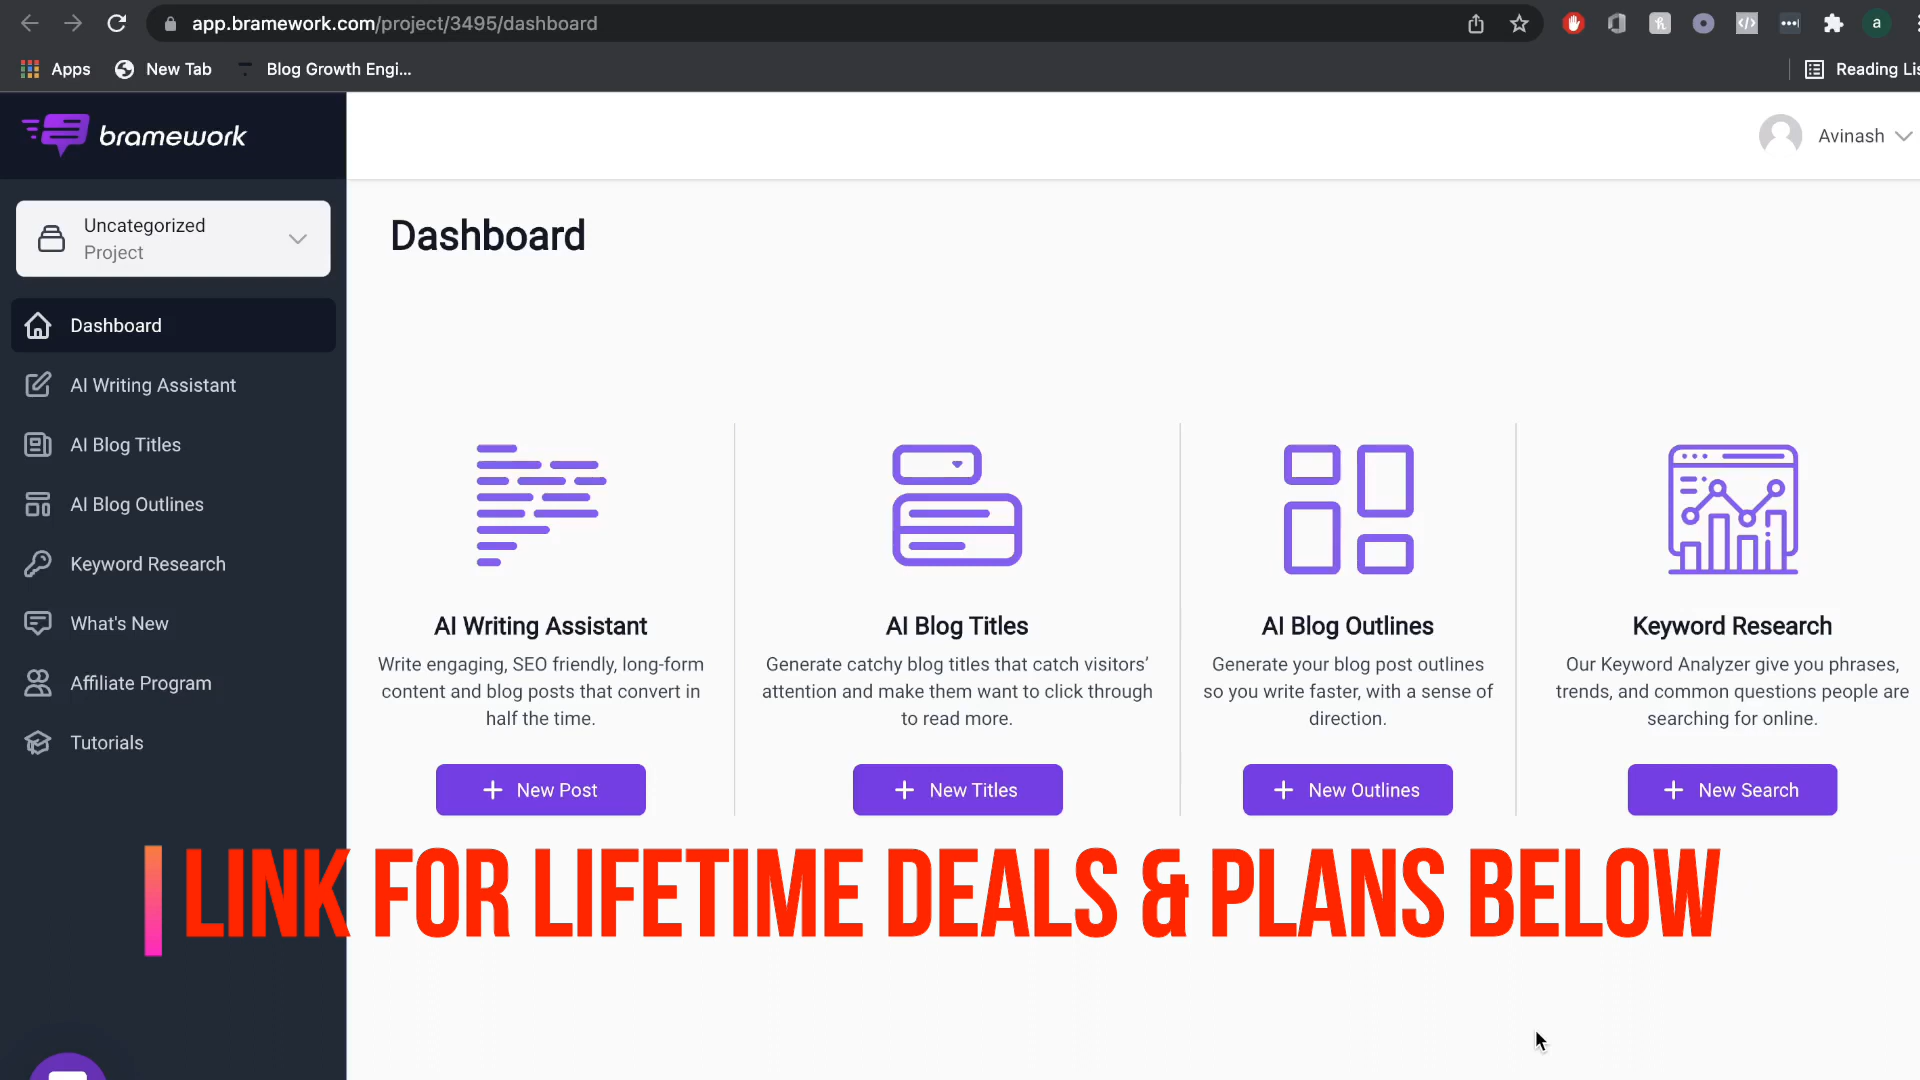 app.bramework.com/project/3495/dashboard
a
Apps
New Tab
Blog Growth Engi...
Reading Lis
bramework
Avinash
Uncategorized
Project
Dashboard
AI Writing Assistant
AI Blog Titles
AI Blog Outlines
Keyword Research
What's New
Affiliate Program
Tutorials
Dashboard
AI Writing Assistant
Write engaging, SEO friendly, long-form
content and blog posts that convert in
half the time.
+ New Post
AI Blog Titles
Generate catchy blog titles that catch visitors’
attention and make them want to click through
to read more.
+ New Titles
AI Blog Outlines
Generate your blog post outlines
so you write faster, with a sense of
direction.
+ New Outlines
Keyword Research
Our Keyword Analyzer give you phrases,
trends, and common questions people are
searching for online.
+ New Search
LINK FOR LIFETIME DEALS & PLANS BELOW